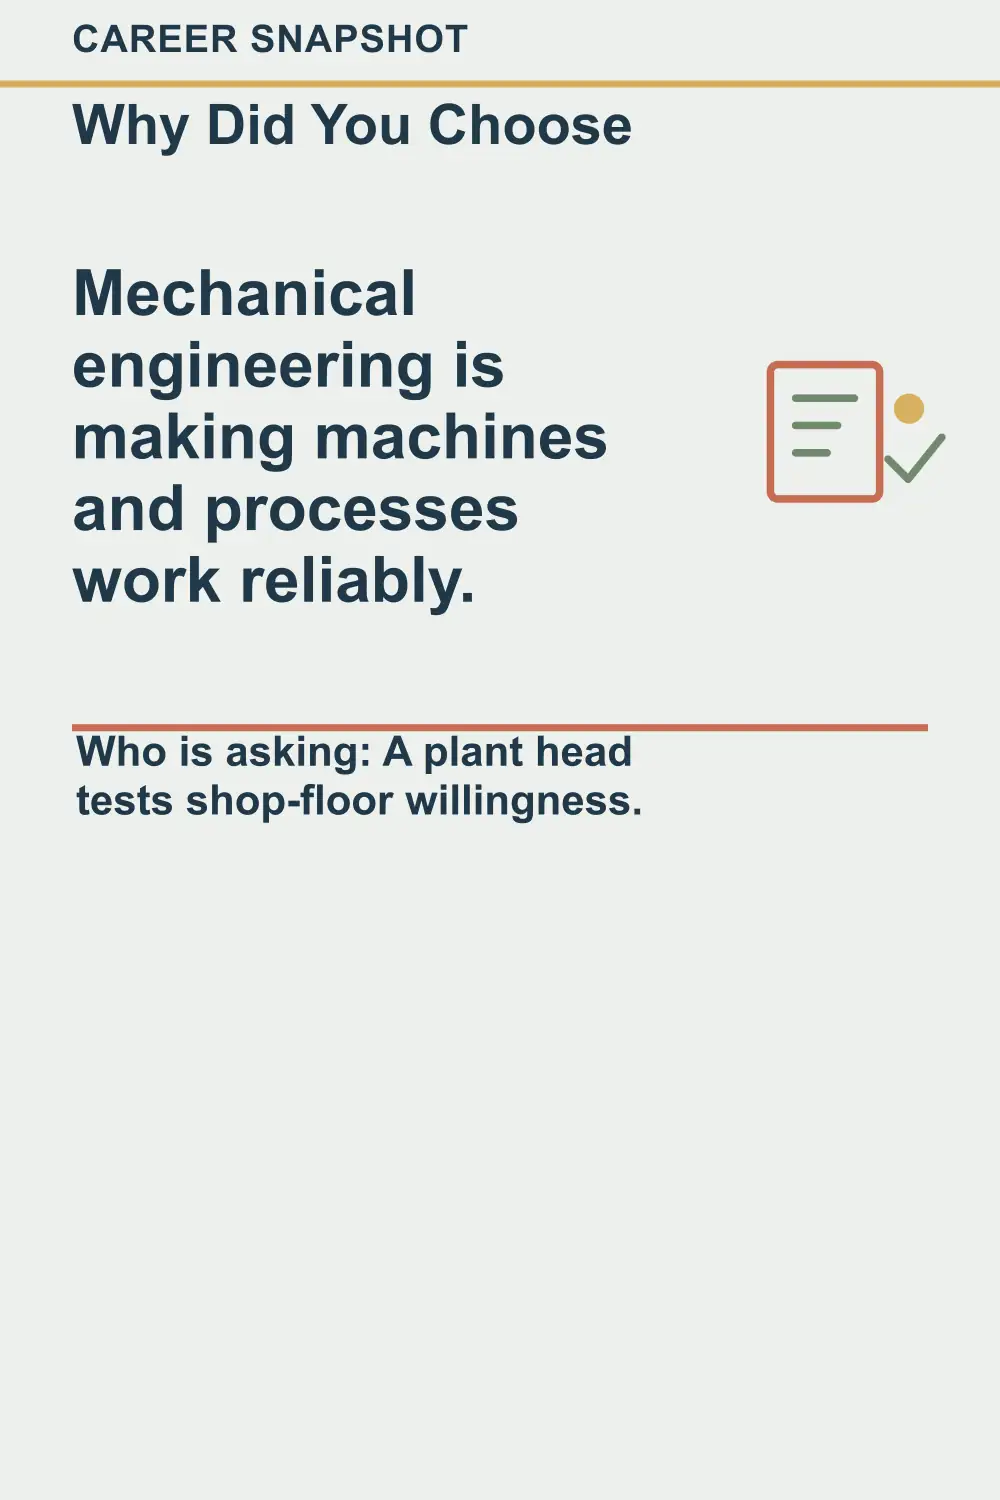 CAREER SNAPSHOT
Why Did You Choose
Mechanical
engineering is
making machines
and processes
work reliably.
Who is asking: A plant head
tests shop-floor willingness.